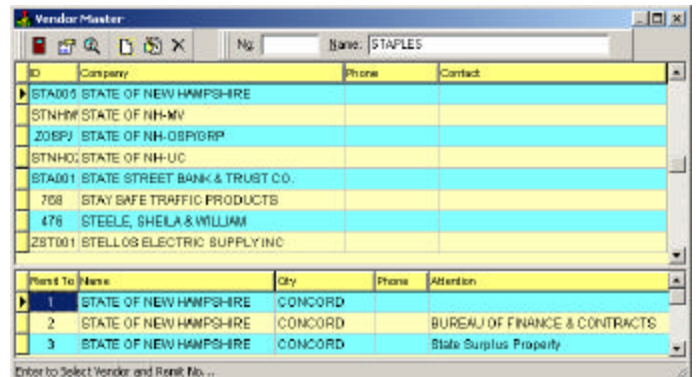 Vendor Master
No: Name: STAPLES
ID Company Phone Contact
STA005 STATE OF NEW HAMPSHIRE
STATE OF NH-MV
STATE OF NH-OSP/GRP
STATE OF NH-UC
STA001 STATE STREET BANK & TRUST CO.
768 STAY SAFE TRAFFIC PRODUCTS
476 STEELE, SHEILA & WILLIAM
ZST001 STELLOS ELECTRIC SUPPLY INC
Remit To Name City Phone Attention
1 STATE OF NEW HAMPSHIRE CONCORD
2 STATE OF NEW HAMPSHIRE CONCORD BUREAU OF FINANCE & CONTRACTS
3 STATE OF NEW HAMPSHIRE CONCORD State Surplus Property
Enter to Select Vendor and Remit No...